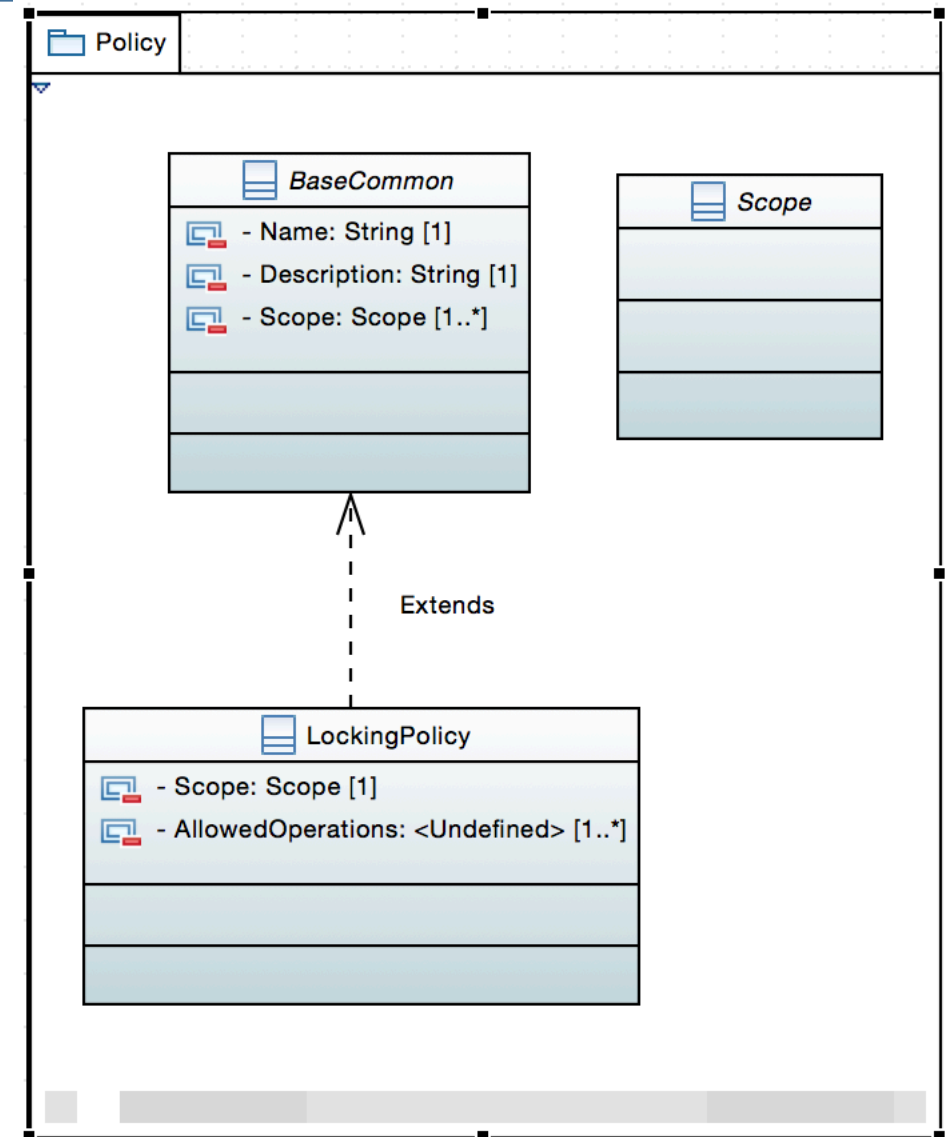 Policy
BaseCommon
- Name: String [1]
- Description: String [1]
- Scope: Scope [1..*]
Scope
Extends
LockingPolicy
- Scope: Scope [1]
- AllowedOperations: <Undefined> [1..*]